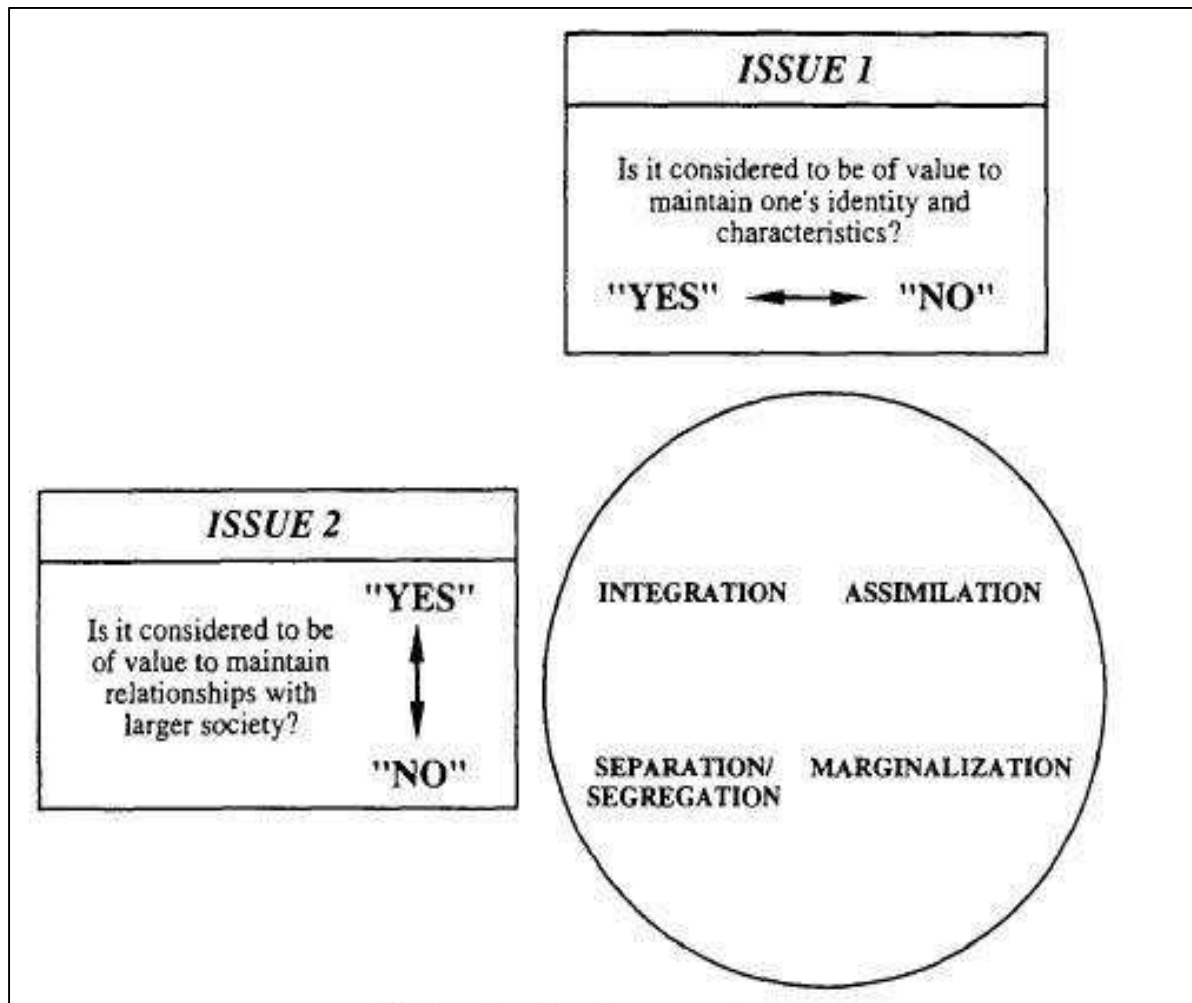 ISSUE 1
Is it considered to be of value to
maintain one's identity and
characteristics?
"YES" "NO"
ISSUE 2
"YES"
Is it considered to be
of value to maintain
relationships with
larger society?
"NO"
INTEGRATION ASSIMILATION
SEPARATION/ MARGINALIZATION
SEGREGATION